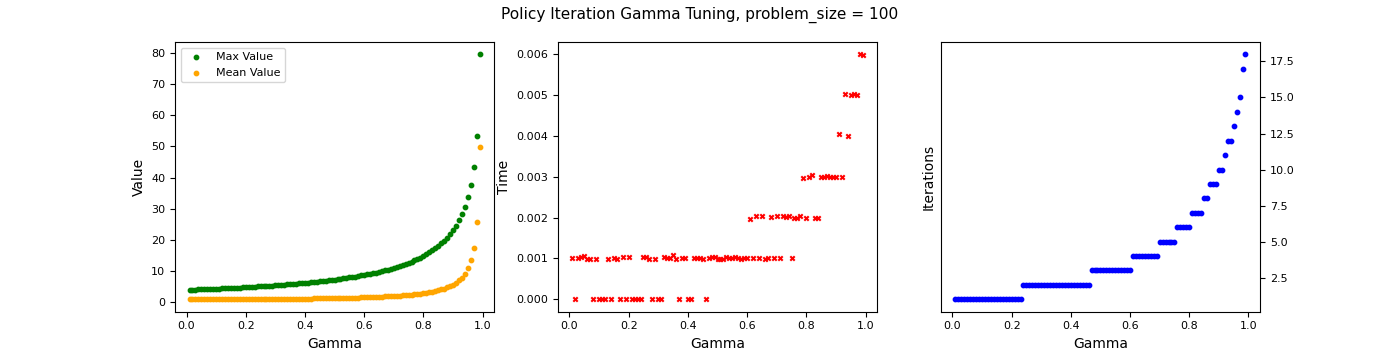 Policy Iteration Gamma Tuning, problem_size = 100
Max Value
Mean Value
Value
80
70
60
50
40
30
20
10
0
0.0 0.2 0.4 0.6 0.8 1.0
Gamma
Time
0.006
0.005
0.004
0.003
0.002
0.001
0.000
0.0 0.2 0.4 0.6 0.8 1.0
Gamma
Iterations
17.5
15.0
12.5
10.0
7.5
5.0
2.5
0.0 0.2 0.4 0.6 0.8 1.0
Gamma